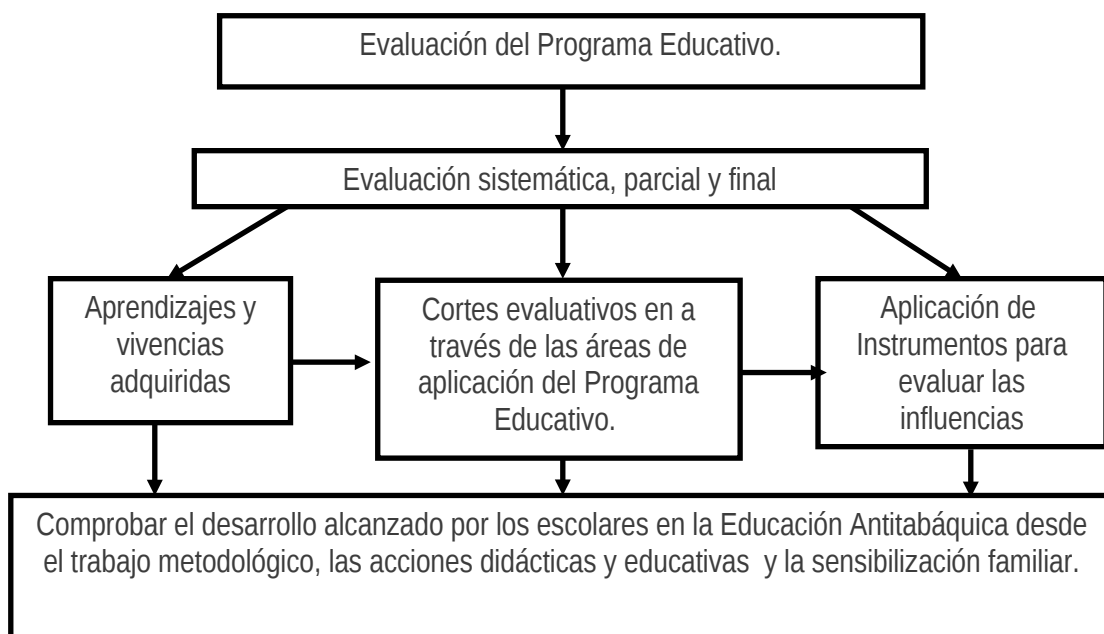 Evaluación del Programa Educativo.
Evaluación sistemática, parcial y final
Aprendizajes y
vivencias
adquiridas
Cortes evaluativos en a
través de las áreas de
aplicación del Programa
Educativo.
Aplicación de
Instrumentos para
evaluar las
influencias
Comprobar el desarrollo alcanzado por los escolares en la Educación Antitabáquica desde
el trabajo metodológico, las acciones didácticas y educativas  y la sensibilización familiar.